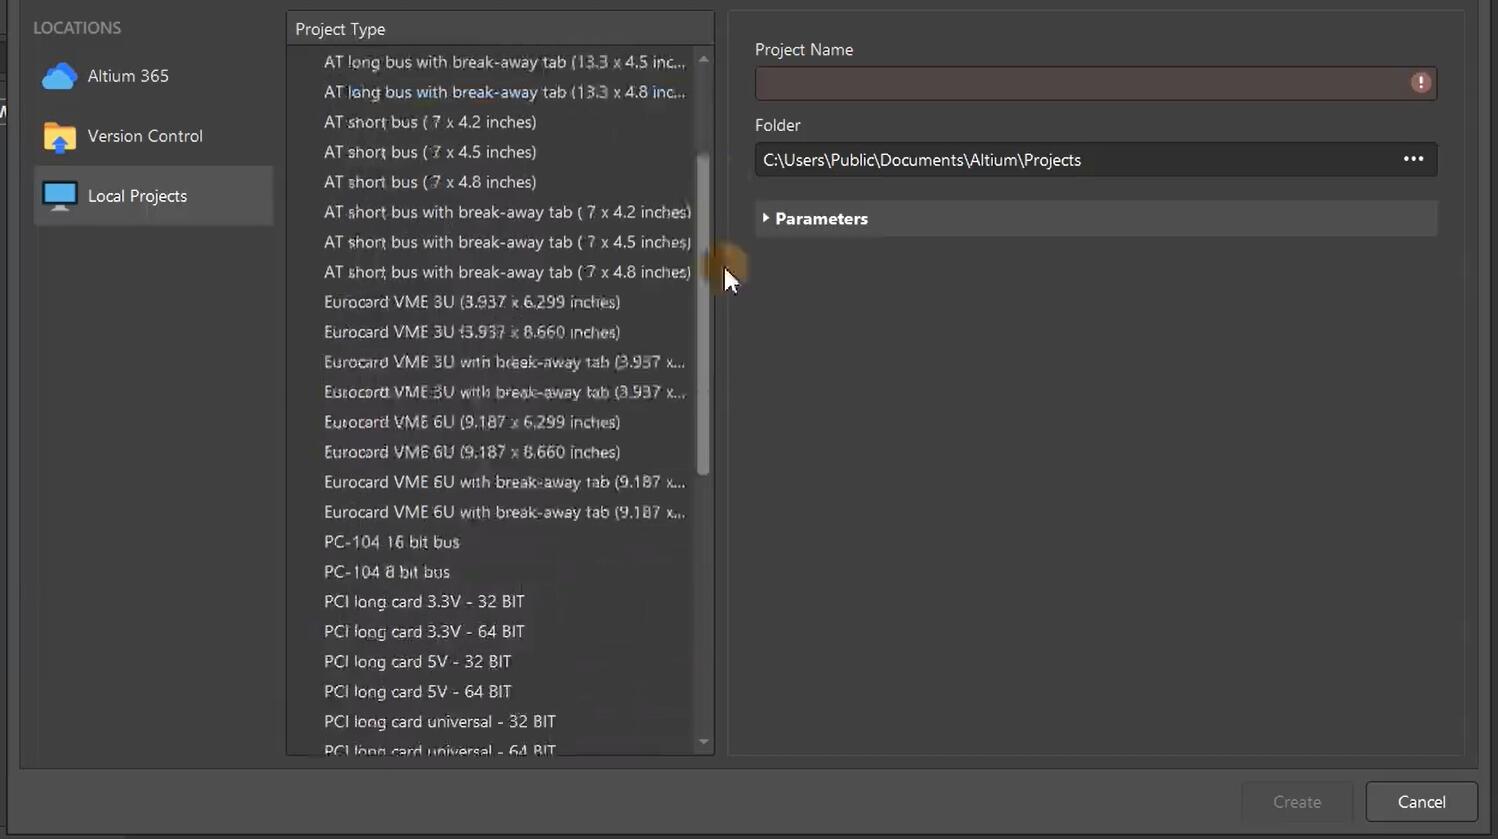 LOCATIONS
Altium 365
Version Control
Local Projects
Project Type
AT long bus with break-away tab (13.3 x 4.5 inc...
AT long bus with break-away tab (13.3 x 4.8 inc...
AT short bus ( 7 x 4.2 inches)
AT short bus ( 7 x 4.5 inches)
AT short bus ( 7 x 4.8 inches)
AT short bus with break-away tab ( 7 x 4.2 inches)
AT short bus with break-away tab ( 7 x 4.5 inches)
AT short bus with break-away tab ( 7 x 4.8 inches)
Eurocard VME 3U (3.937 x 6.299 inches)
Eurocard VME 3U (3.937 x 8.660 inches)
Eurocard VME 3U with break-away tab (3.937 x...
Eurocard VME 3U with break-away tab (3.937 x...
Eurocard VME 6U (9.187 x 6.299 inches)
Eurocard VME 6U (9.187 x 8.660 inches)
Eurocard VME 6U with break-away tab (9.187 x...
Eurocard VME 6U with break-away tab (9.187 x...
PC-104 16 bit bus
PC-104 8 bit bus
PCI long card 3.3V - 32 BIT
PCI long card 3.3V - 64 BIT
PCI long card 5V - 32 BIT
PCI long card 5V - 64 BIT
PCI long card universal - 32 BIT
PCI long card universal - 64 BIT
Project Name
Folder
C:\Users\Public\Documents\Altium\Projects
Parameters
Create
Cancel